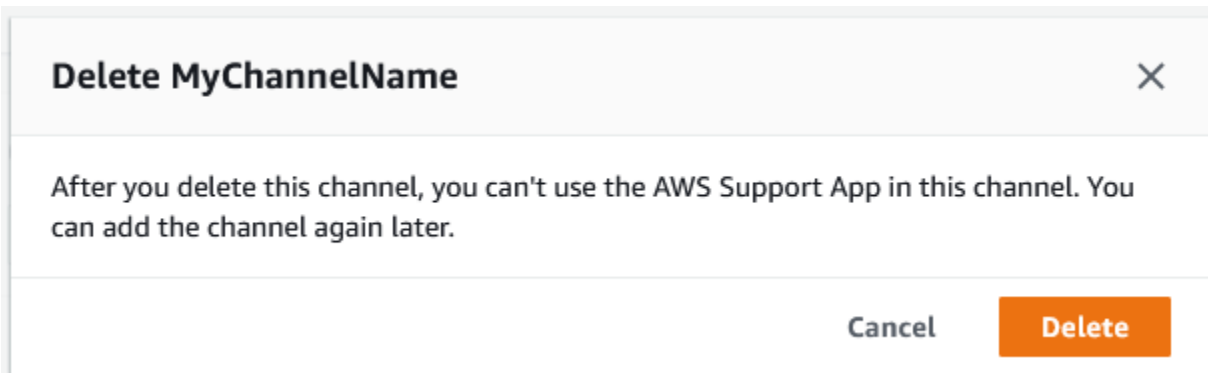 Delete MyChannelName
After you delete this channel, you can't use the AWS Support App in this channel. You
can add the channel again later.
Cancel
Delete